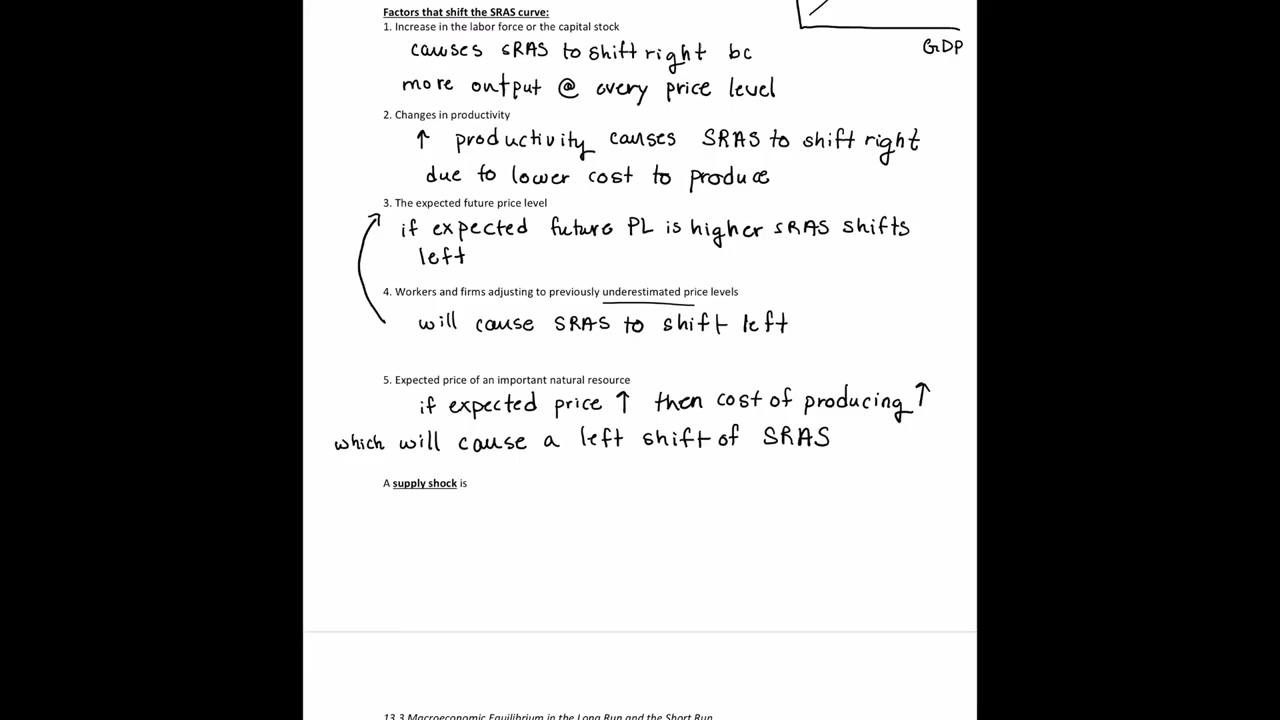 Factors that shift the SRAS curve:
1. Increase in the labor force or the capital stock
GDP
causes SRAS to shift right bc
more output @ every price level
2. Changes in productivity
↑ productivity causes SRAS to shift right
due to lower cost to produce
3. The expected future price level
if expected future PL is higher SRAS shifts
left
4. Workers and firms adjusting to previously underestimated price levels
will cause SRAS to shift left
5. Expected price of an important natural resource
if expected price ↑ then cost of producing ↑
which will cause a left shift of SRAS
A supply shock is
13.3 Macroeconomic Equilibrium in the Long Run and the Short Run